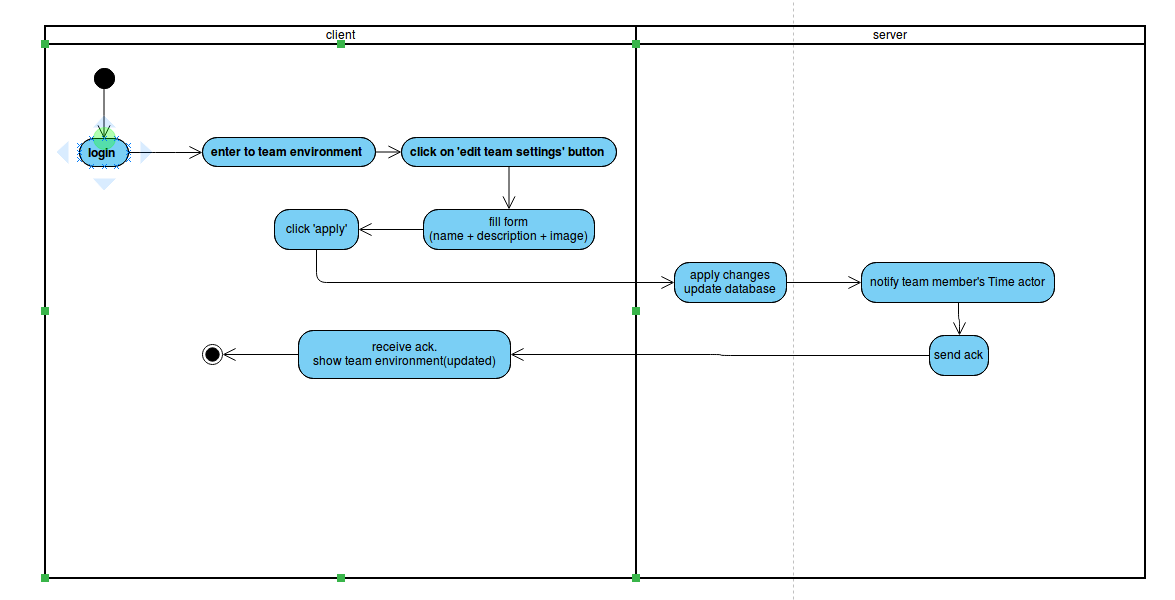 client
server
login
enter to team environment
click on 'edit team settings' button
click 'apply'
fill form
(name + description + image)
apply changes
update database
notify team member's Time actor
receive ack.
show team environment(updated)
send ack